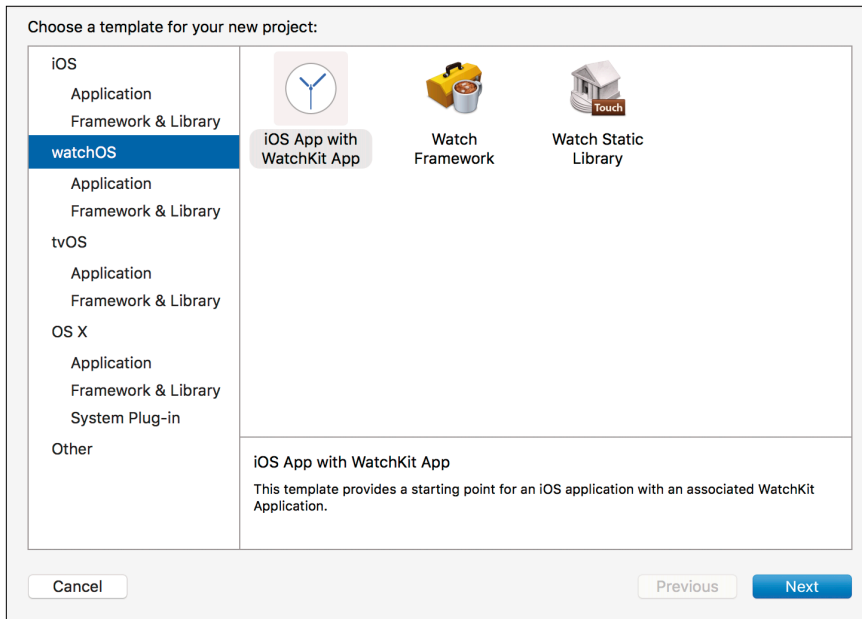 Choose a template for your new project:
iOS
Application
Framework & Library
watchOS
Application
Framework & Library
tvOS
Application
Framework & Library
OS X
Application
Framework & Library
System Plug-in
Other
iOS App with
WatchKit App
Watch
Framework
Touch
Watch Static
Library
iOS App with WatchKit App
This template provides a starting point for an iOS application with an associated WatchKit
Application.
Cancel
Previous
Next